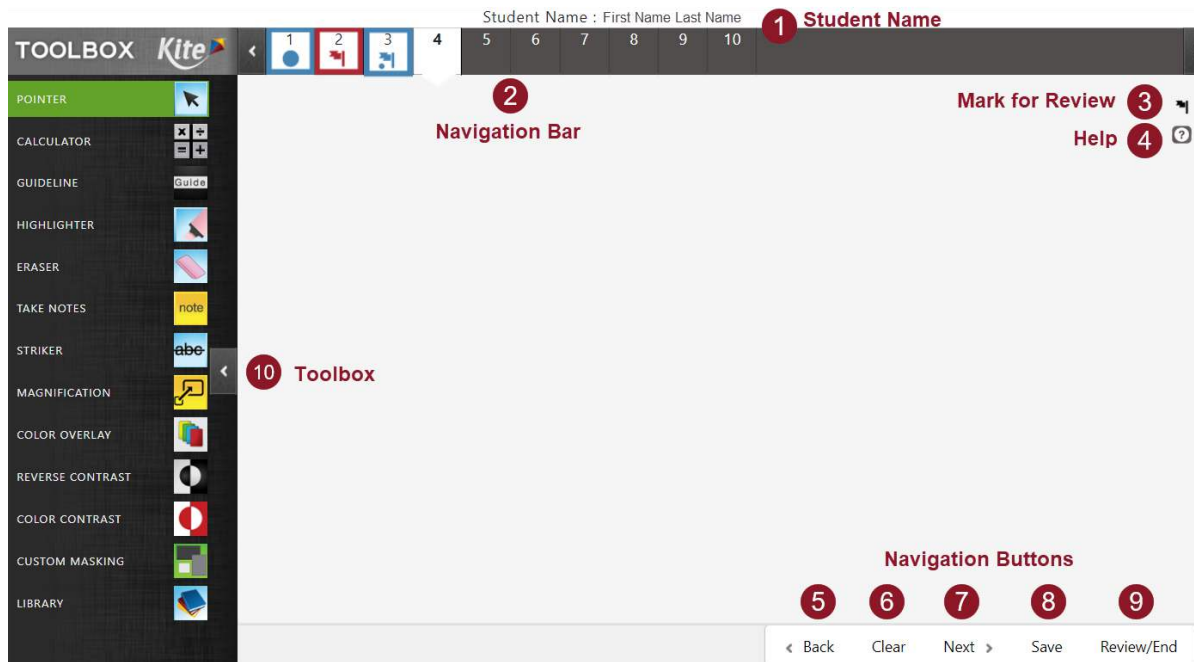 Student Name : First Name Last Name
1 Student Name
TOOLBOX Kite
1 2 3 4 5 6 7 8 9 10
POINTER
2
Navigation Bar
Mark for Review 3
Help 4 ?
CALCULATOR
GUIDELINE Guide
HIGHLIGHTER
ERASER
TAKE NOTES note
STRIKER abc
10 Toolbox
MAGNIFICATION
COLOR OVERLAY
REVERSE CONTRAST
COLOR CONTRAST
CUSTOM MASKING
LIBRARY
Navigation Buttons
5 6 7 8 9
< Back Clear Next > Save Review/End